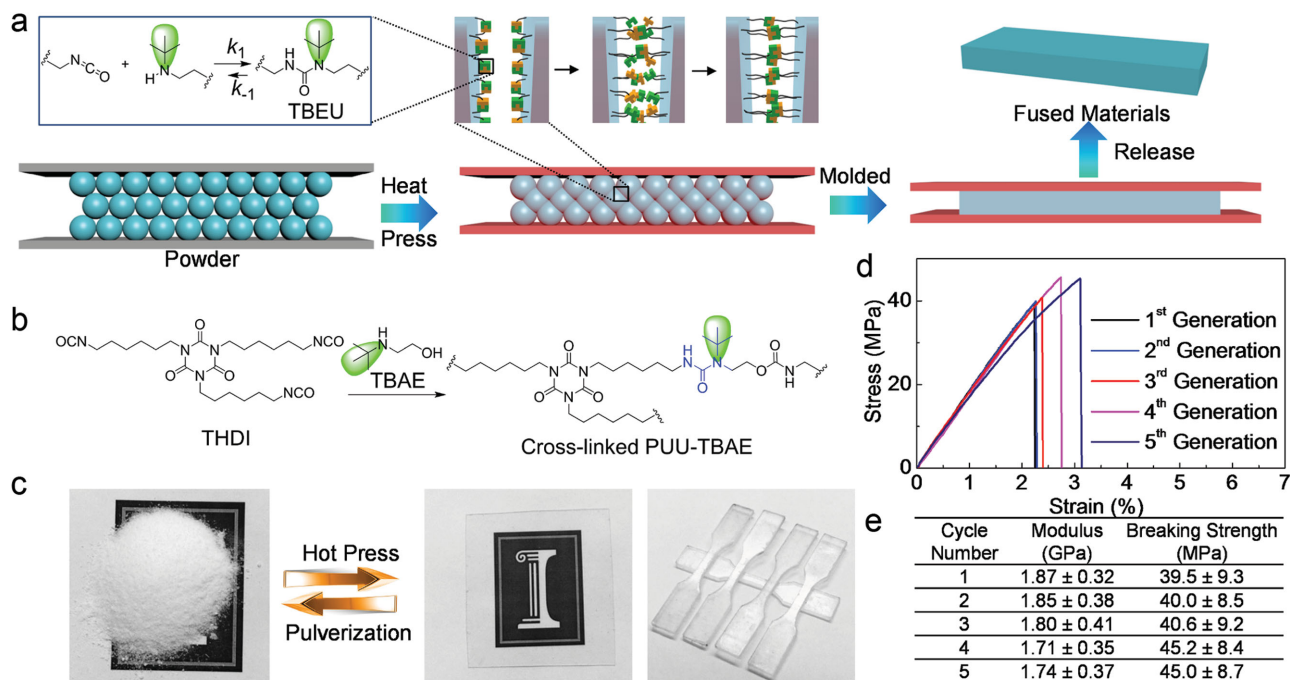 a
N C O
+
N
H
k₁
k₋₁
H
N N
O
TBEU
Powder
Heat
Press
Molded
Fused Materials
Release
b
OCN
O
N N
O N O
NCO
NCO
THDI
H
N
OH
TBAE
O
N N
O N O
H
N N
O
O
O N
H
Cross-linked PUU-TBAE
c
Hot Press
Pulverization
d
Stress (MPa)
40
20
0
0 1 2 3 4 5 6 7
Strain (%)
1st Generation
2nd Generation
3rd Generation
4th Generation
5th Generation
e
Cycle Number Modulus (GPa) Breaking Strength (MPa)
1 1.87 ± 0.32 39.5 ± 9.3
2 1.85 ± 0.38 40.0 ± 8.5
3 1.80 ± 0.41 40.6 ± 9.2
4 1.71 ± 0.35 45.2 ± 8.4
5 1.74 ± 0.37 45.0 ± 8.7